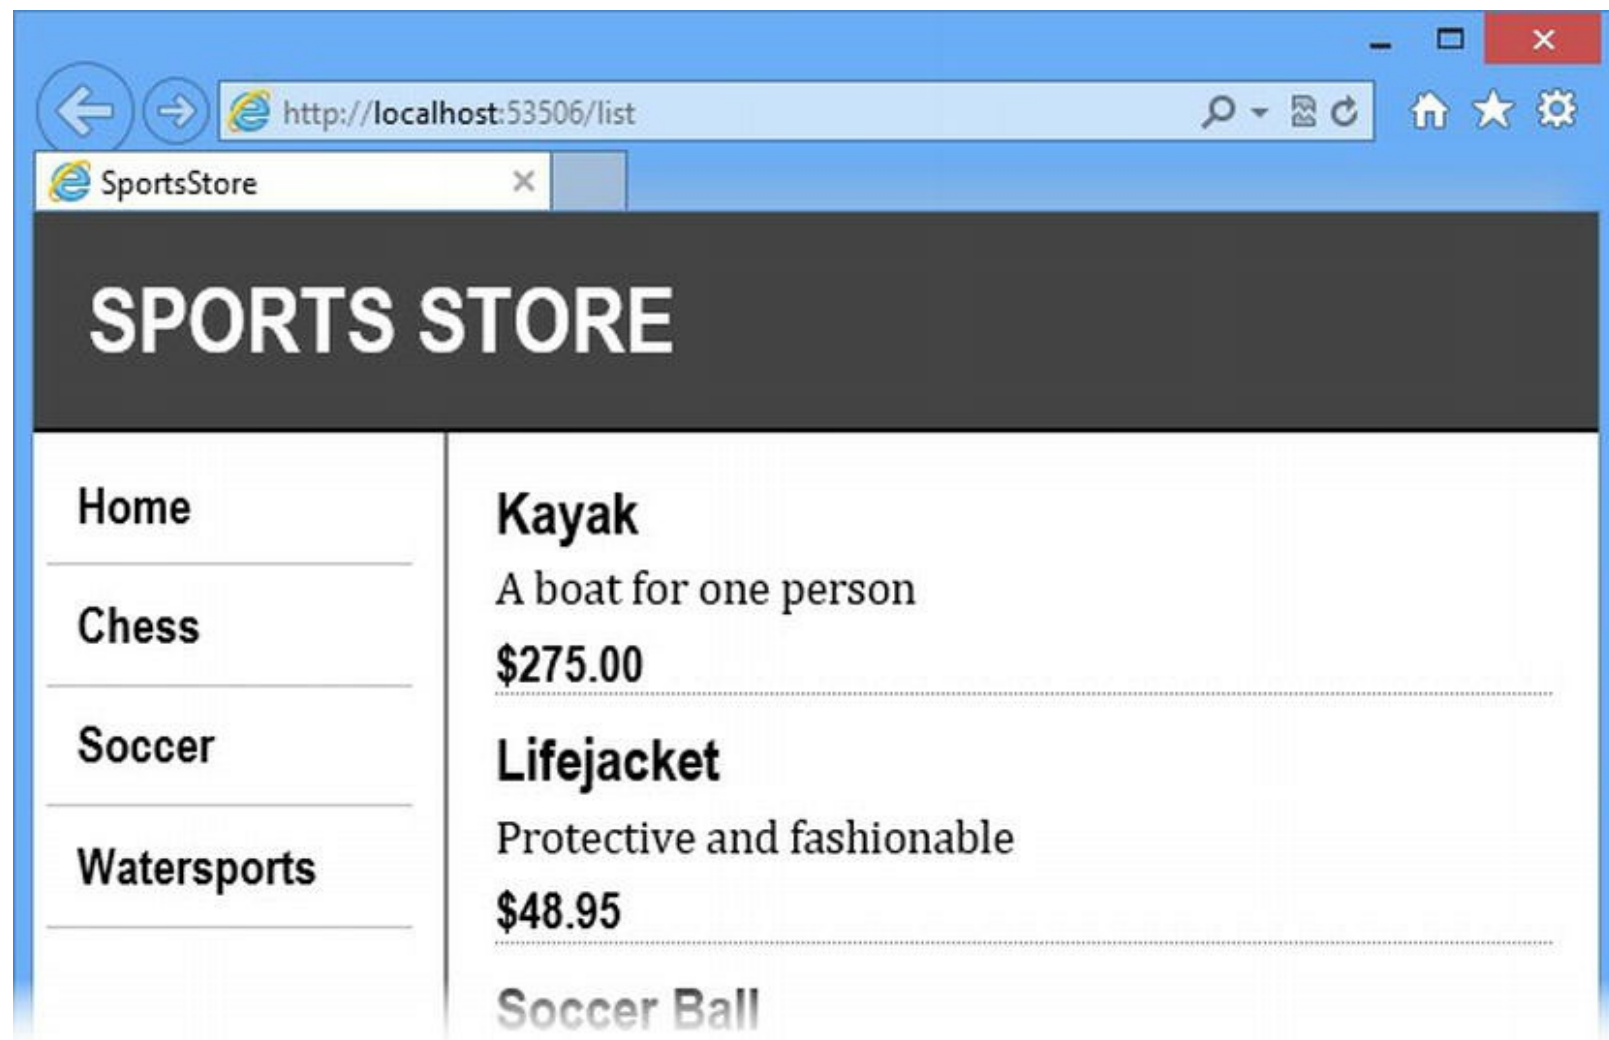 http://localhost:53506/list
SportsStore
SPORTS STORE
Home
Chess
Soccer
Watersports
Kayak
A boat for one person
$275.00
Lifejacket
Protective and fashionable
$48.95
Soccer Ball